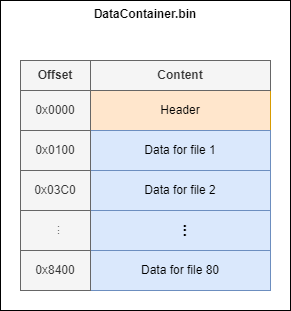 DataContainer.bin
Offset Content
0x0000 Header
0x0100 Data for file 1
0x03C0 Data for file 2
⋮ ⋮
0x8400 Data for file 80